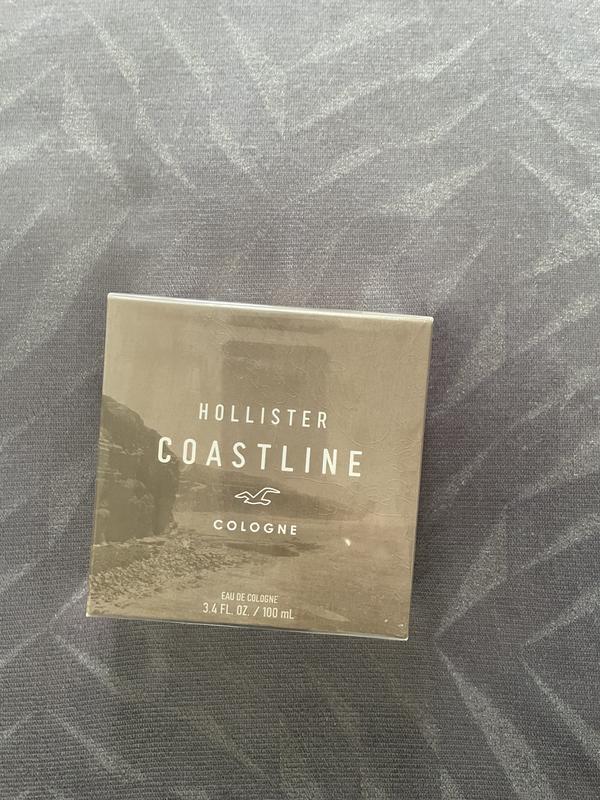 HOLLISTER
COASTLINE
COLOGNE
EAU DE COLOGNE
3.4 FL. OZ. / 100 mL